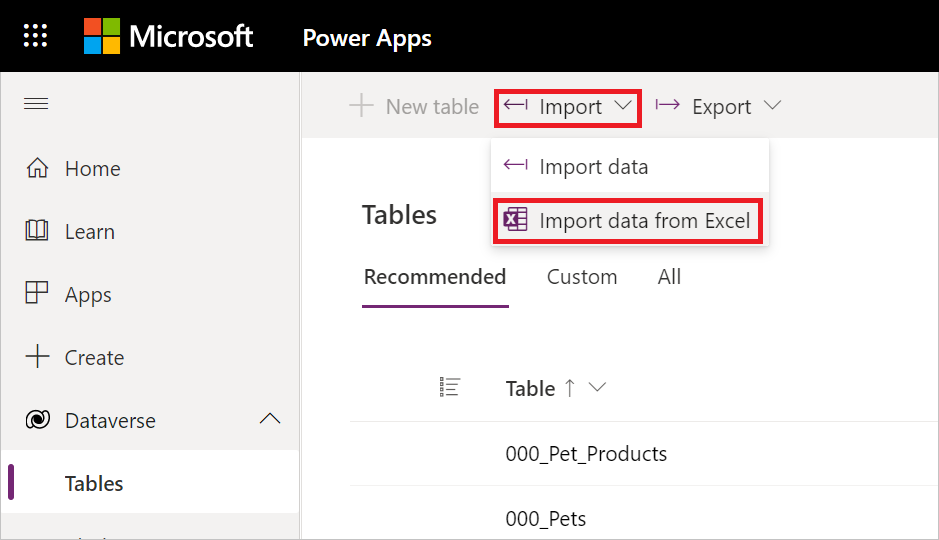 Microsoft Power Apps
New table Import Export
Home
Import data
Tables
Import data from Excel
Learn
Recommended Custom All
Apps
Create
Table
Dataverse
000_Pet_Products
Tables
000_Pets